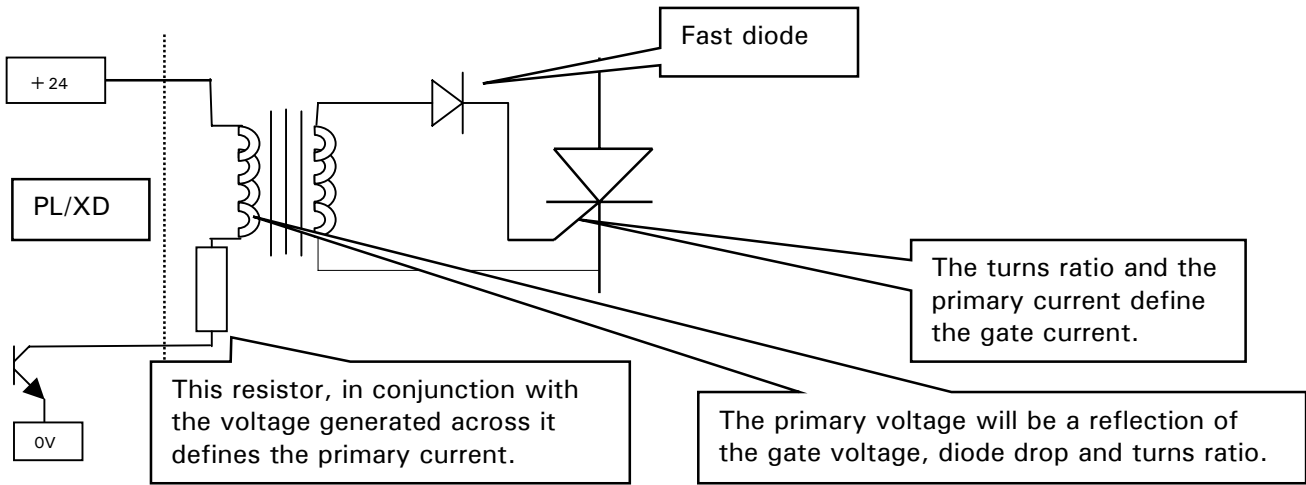 Fast diode
+24
PL/XD
The turns ratio and the
primary current define
the gate current.
This resistor, in conjunction with
the voltage generated across it
defines the primary current.
The primary voltage will be a reflection of
the gate voltage, diode drop and turns ratio.
0V